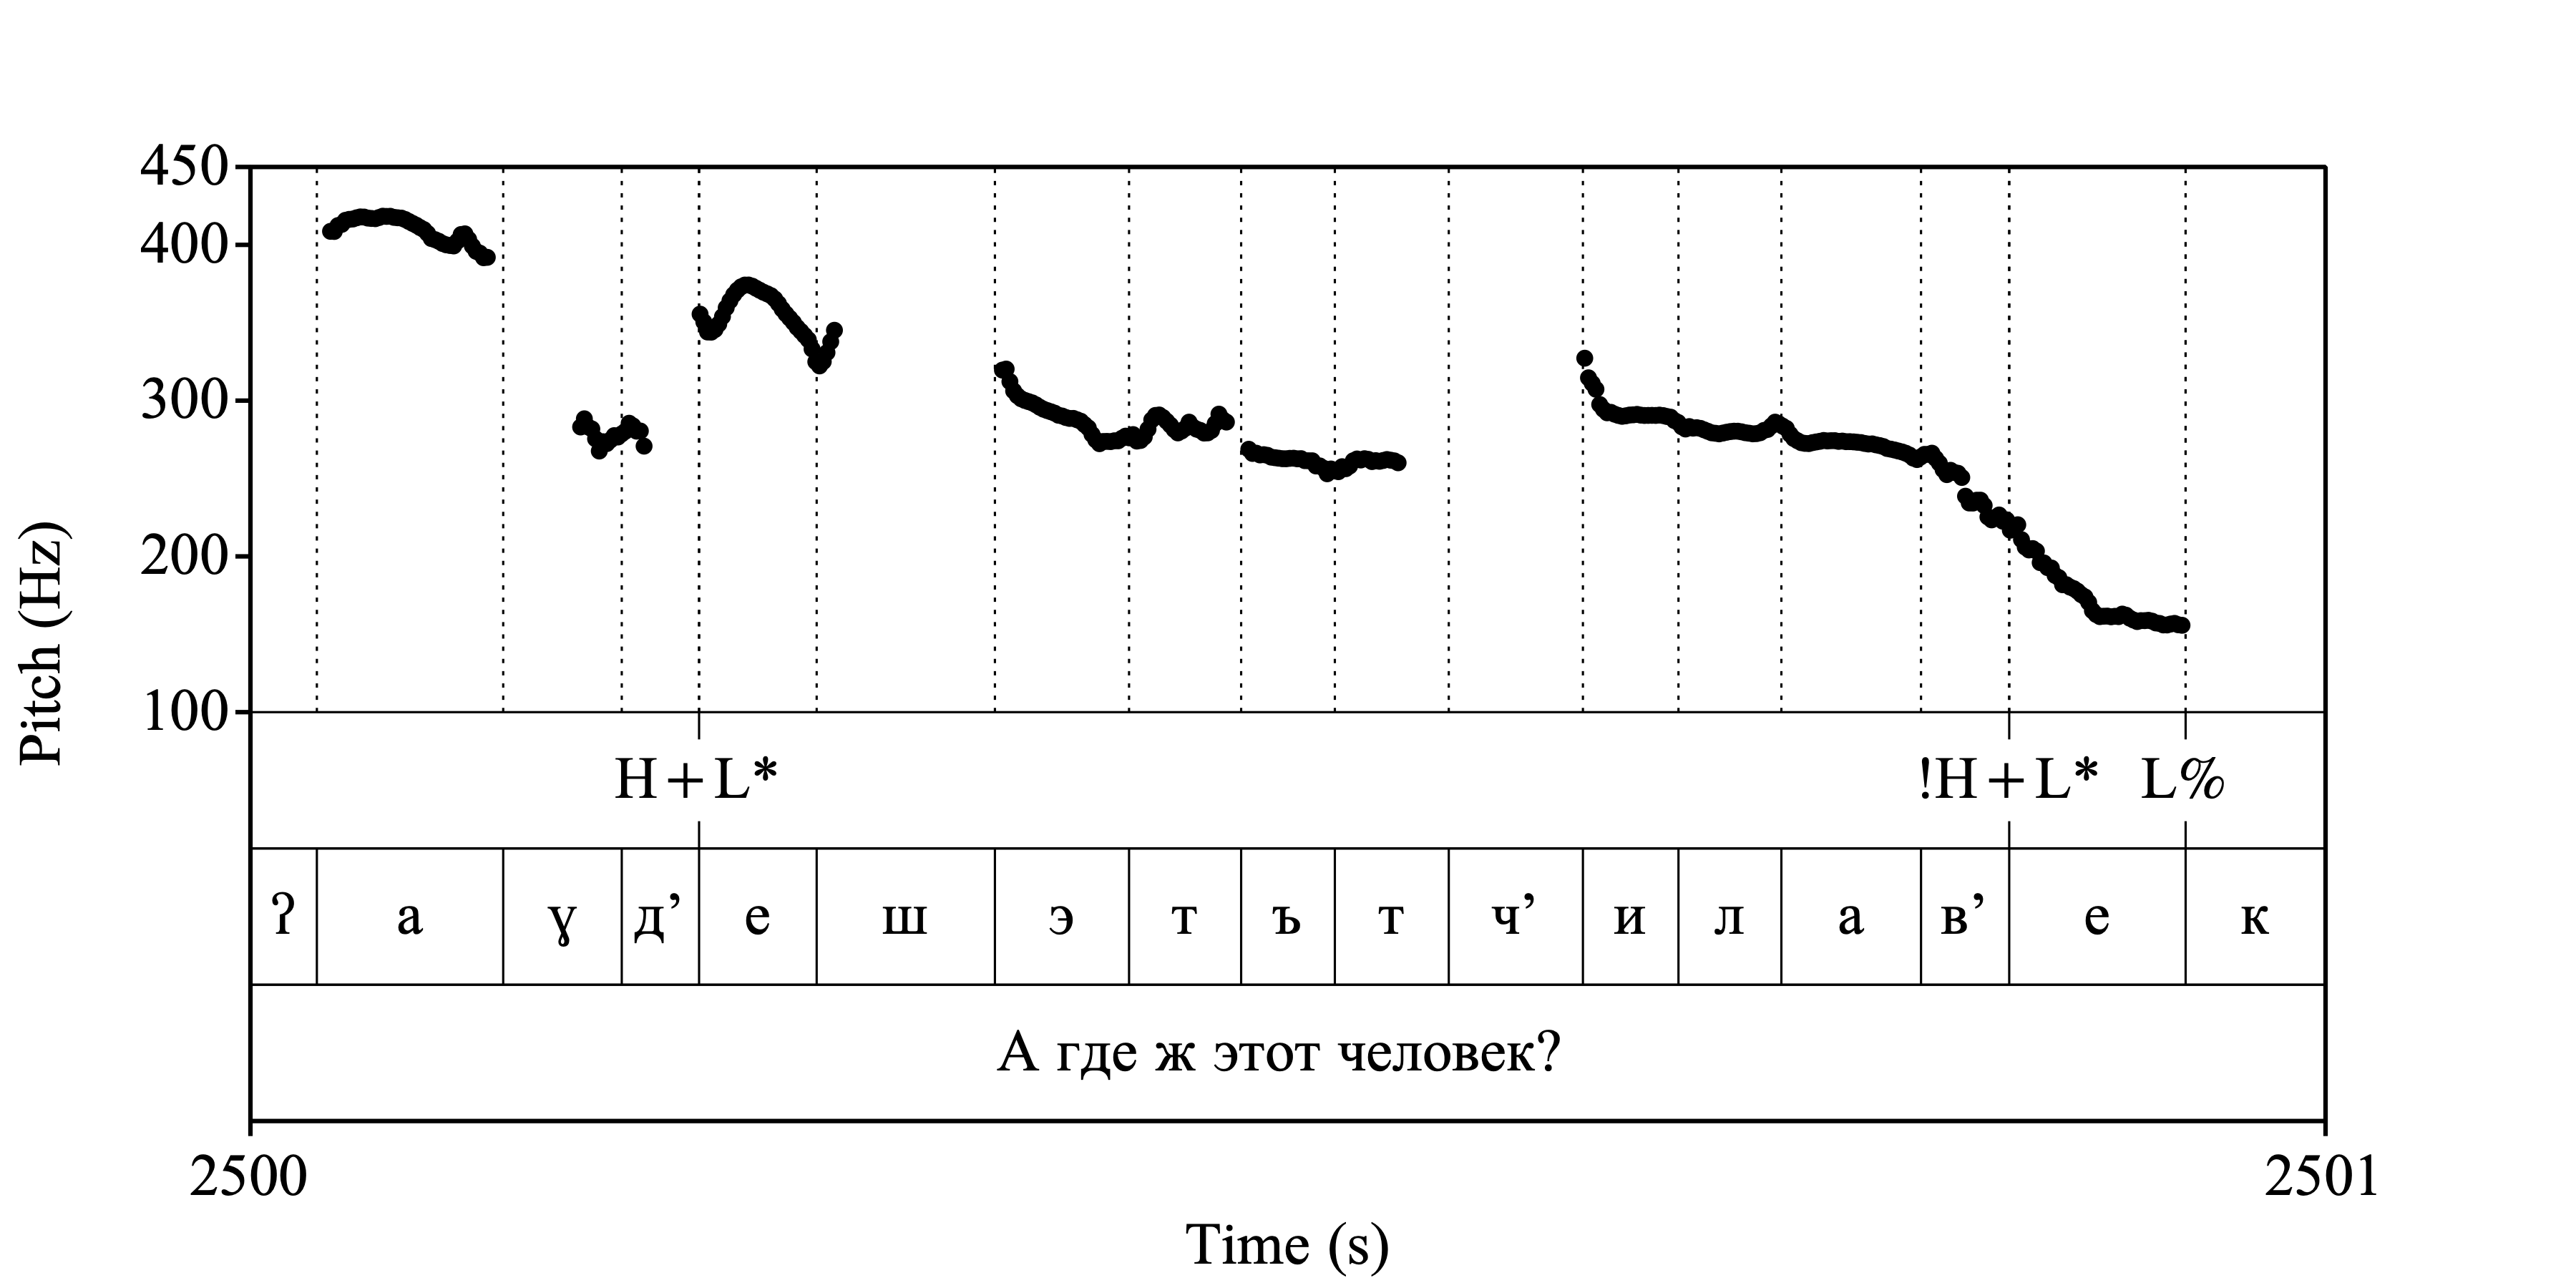 450
400
300
200
100
Pitch (Hz)
H+L* !H+L* L%
ʔ а ɣ д’ е ш э т ъ т ч’ и л а в’ е к
А где ж этот человек?
2500 2501
Time (s)